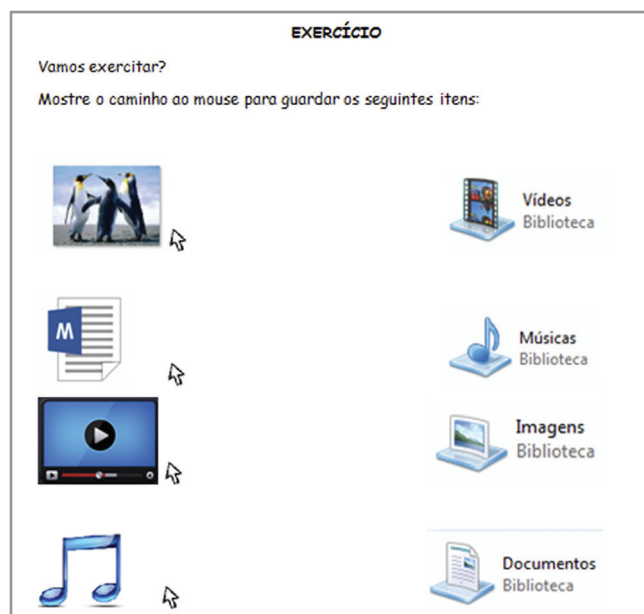 EXERCÍCIO
Vamos exercitar?
Mostre o caminho ao mouse para guardar os seguintes itens:
Vídeos
Biblioteca
W
Músicas
Biblioteca
Imagens
Biblioteca
Documentos
Biblioteca